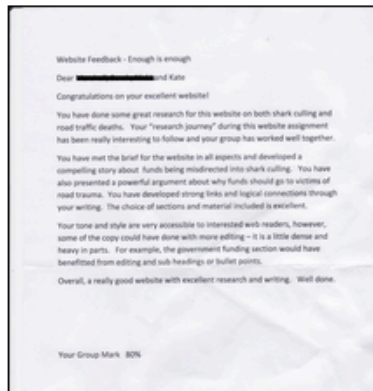 Website Feedback - Enough is enough
Dear and Kate
Congratulations on your excellent website!
You have done some great research for this website on both shark culling and
road traffic deaths. Your "research journey" during this website assignment
has been really interesting to follow and your group has worked well together.
You have met the brief for the website in all aspects and developed a
compelling story about funds being misdirected into shark culling. You have
also presented a powerful argument about why funds should go to victims of
road trauma. You have developed strong links and logical connections through
your writing. The choice of sections and material included is excellent.
Your tone and style are very accessible to interested web readers, however,
some of the copy could have done with more editing – it is a little dense and
heavy in parts. For example, the government funding section would have
benefitted from editing and sub headings or bullet points.
Overall, a really good website with excellent research and writing. Well done.
Your Group Mark 80%